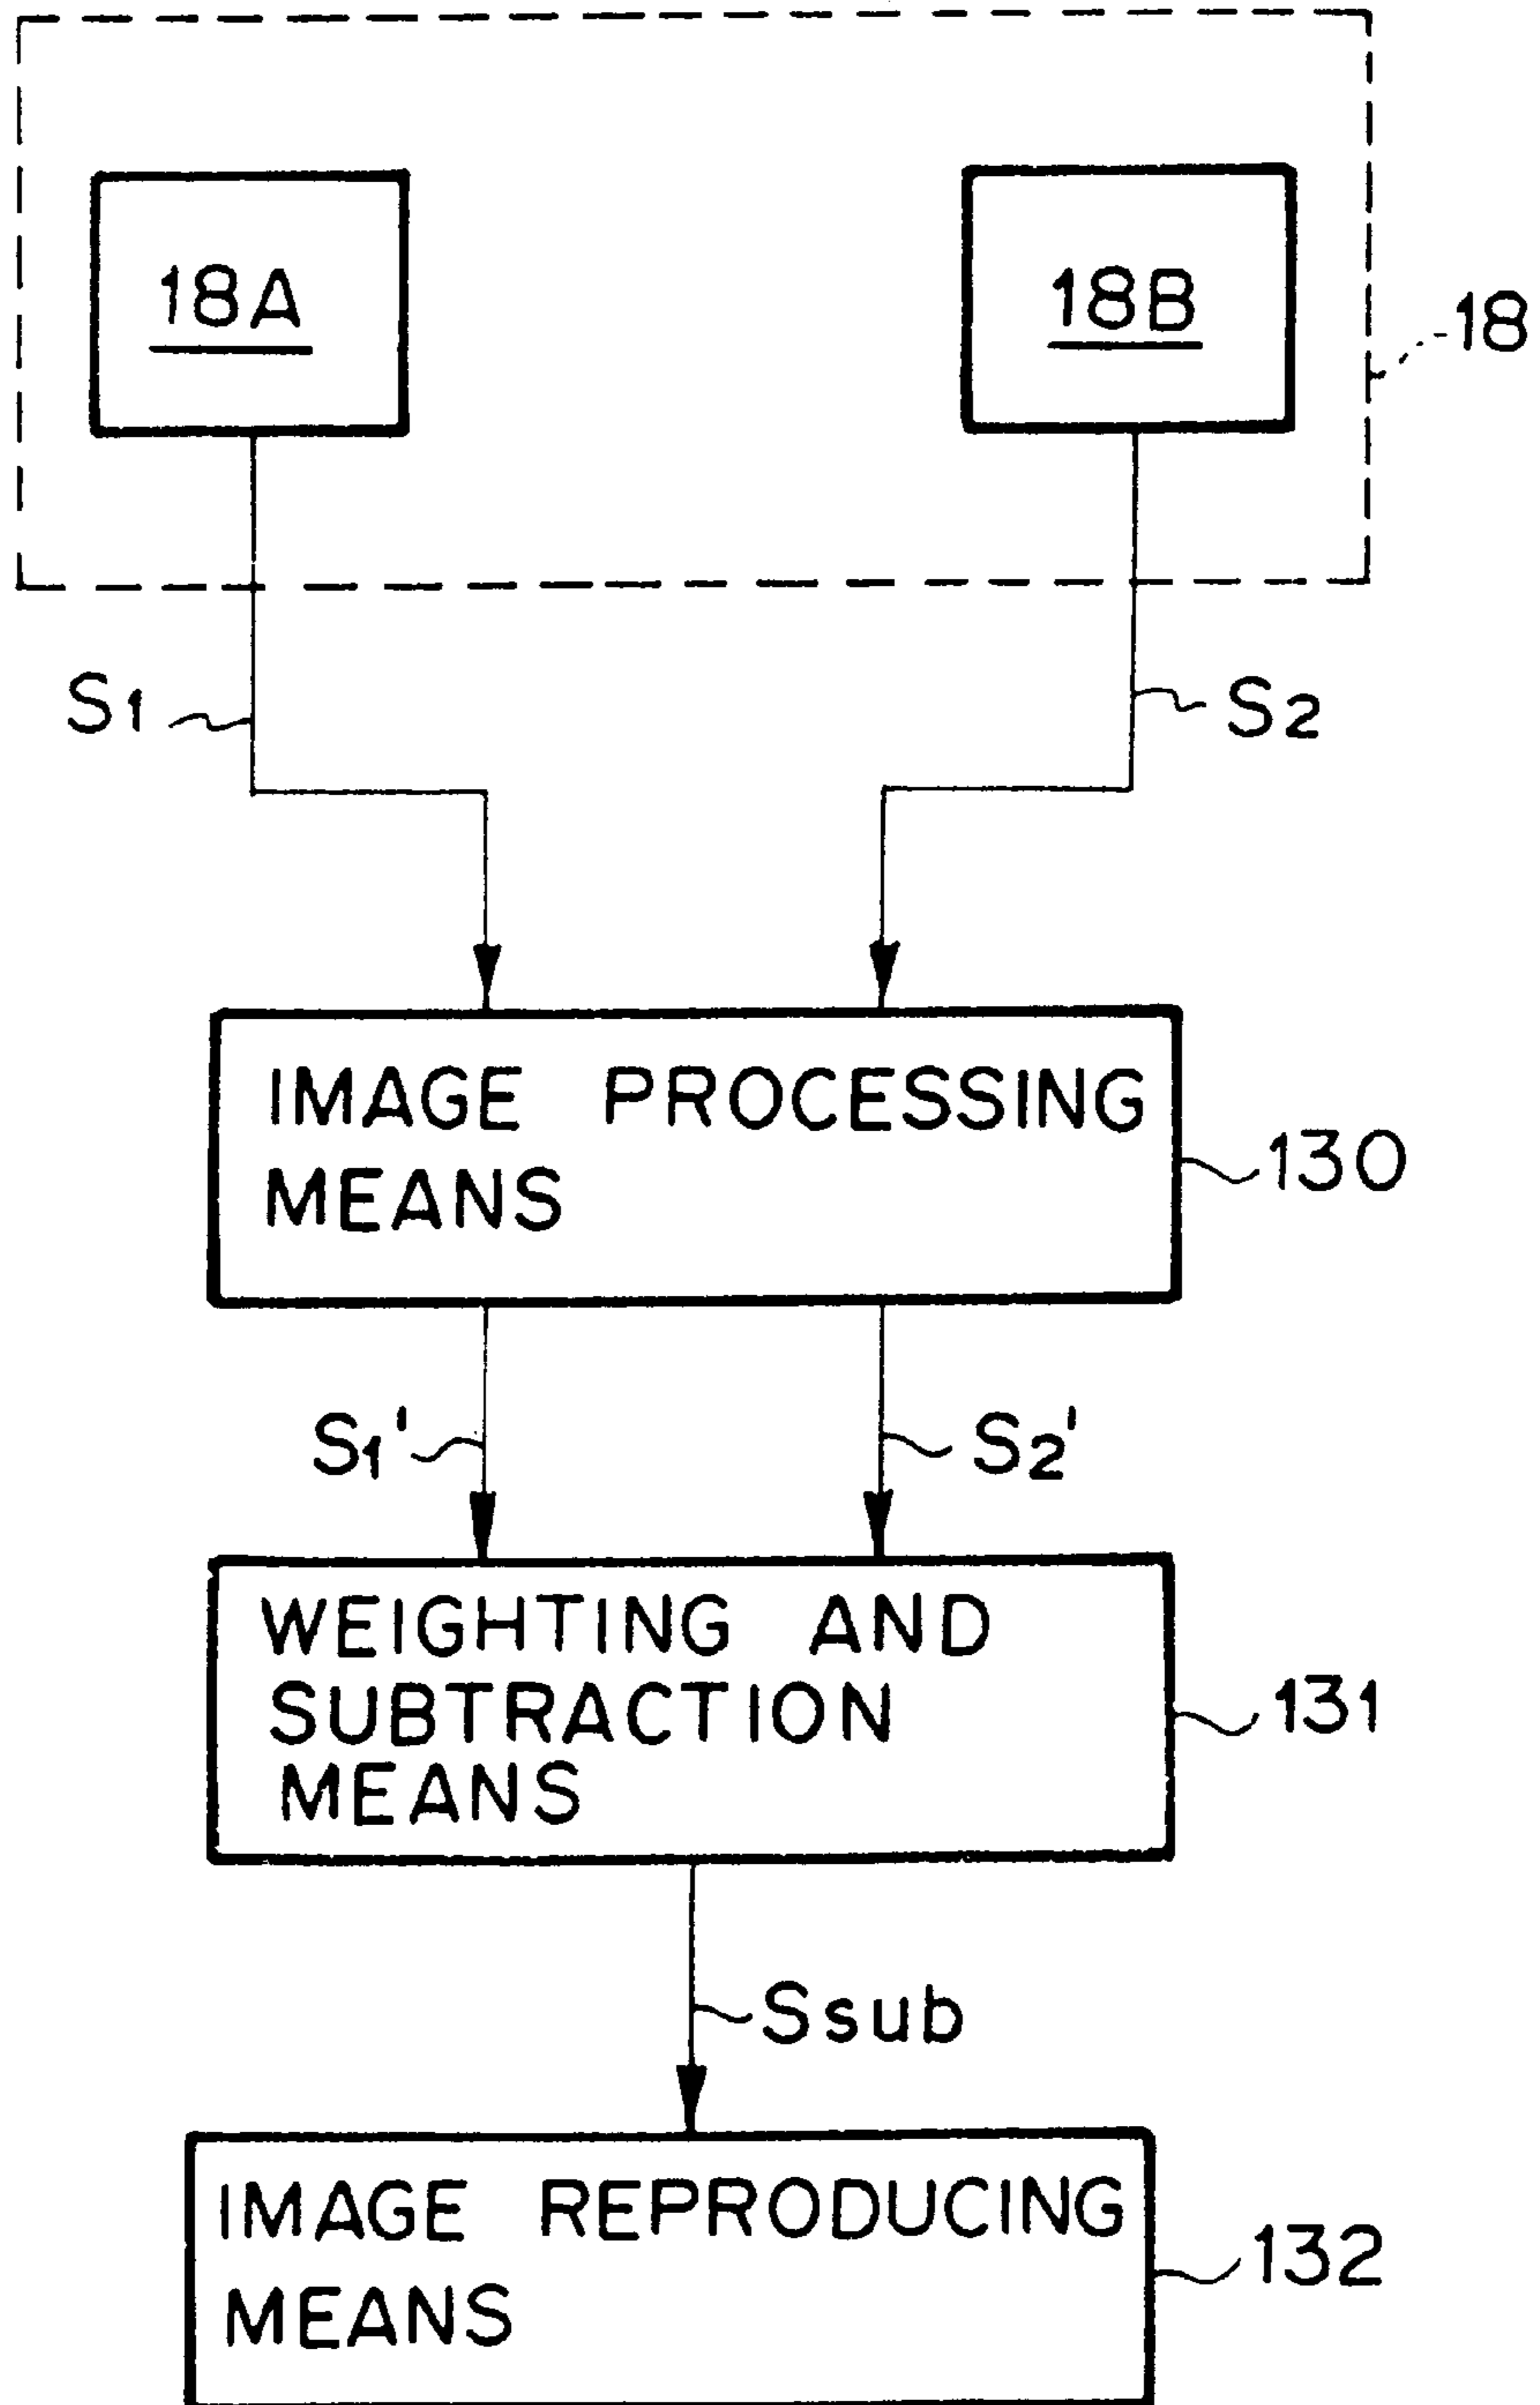 18A
18B
18
S1
S2
IMAGE PROCESSING
MEANS
130
S1'
S2'
WEIGHTING AND
SUBTRACTION
MEANS
131
Ssub
IMAGE REPRODUCING
MEANS
132